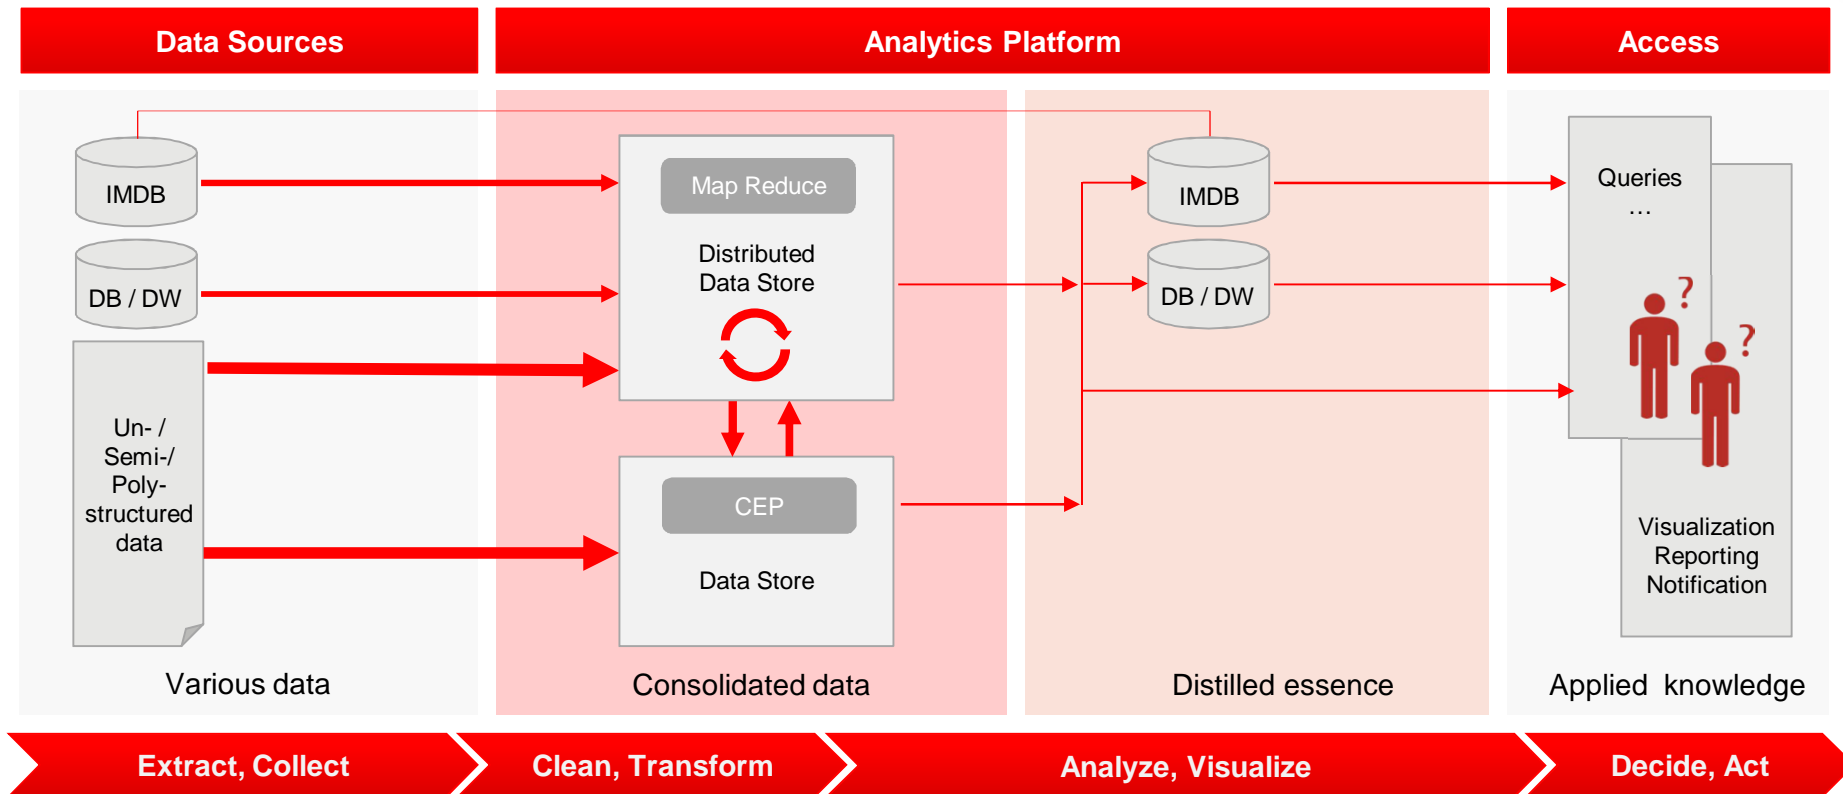 Data Sources
Analytics Platform
Access
IMDB
DB / DW
Un- /
Semi-/
Poly-
structured
data
Various data
Map Reduce
Distributed
Data Store
CEP
Data Store
Consolidated data
IMDB
DB / DW
Distilled essence
Queries
...
?
?
Visualization
Reporting
Notification
Applied knowledge
Extract, Collect
Clean, Transform
Analyze, Visualize
Decide, Act